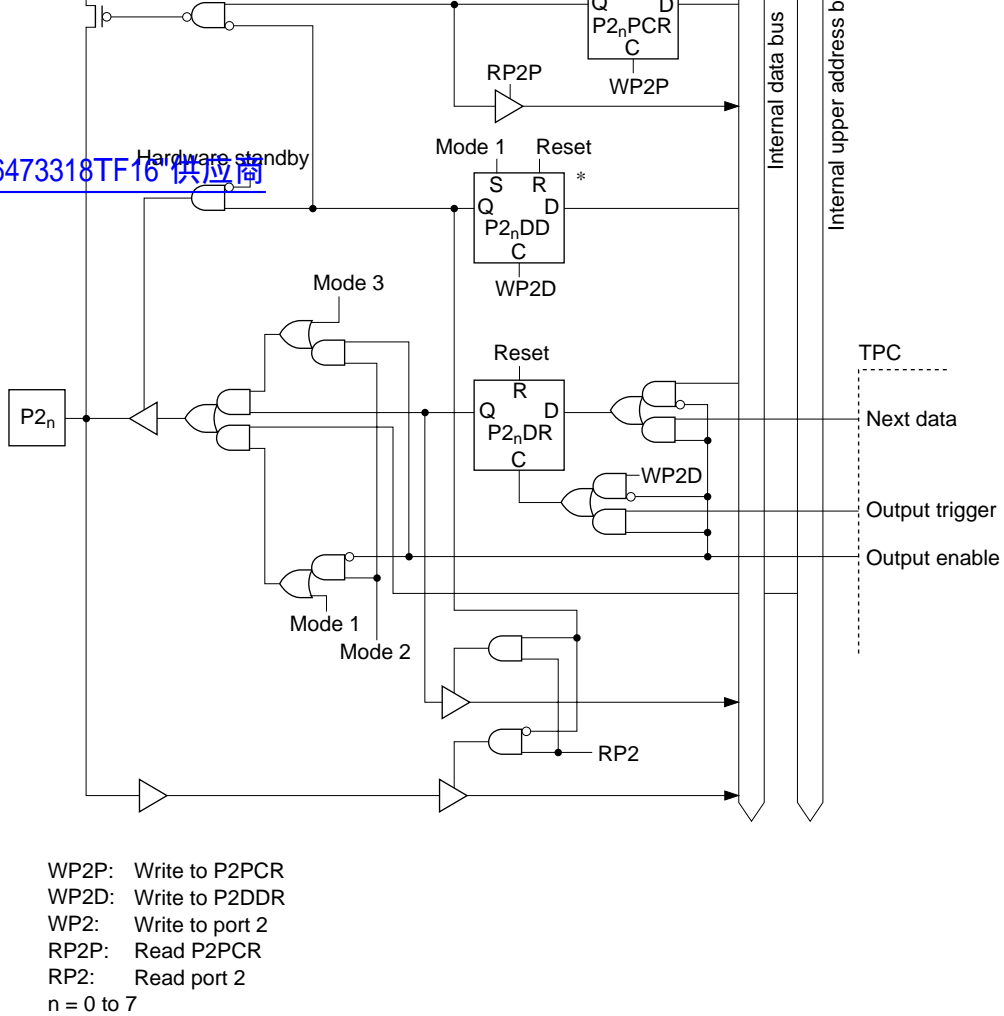 Q D
P2nPCR
C
WP2P
RP2P
Internal data bus
Internal upper address b
Hardware standby
6473318TF16"供应商
Mode 1 Reset
S R *
Q D
P2nDD
C
WP2D
Mode 3
Reset
R
Q D
P2nDR
C
WP2D
TPC
Next data
Output trigger
Output enable
P2n
Mode 1
Mode 2
RP2
WP2P: Write to P2PCR
WP2D: Write to P2DDR
WP2: Write to port 2
RP2P: Read P2PCR
RP2: Read port 2
n = 0 to 7